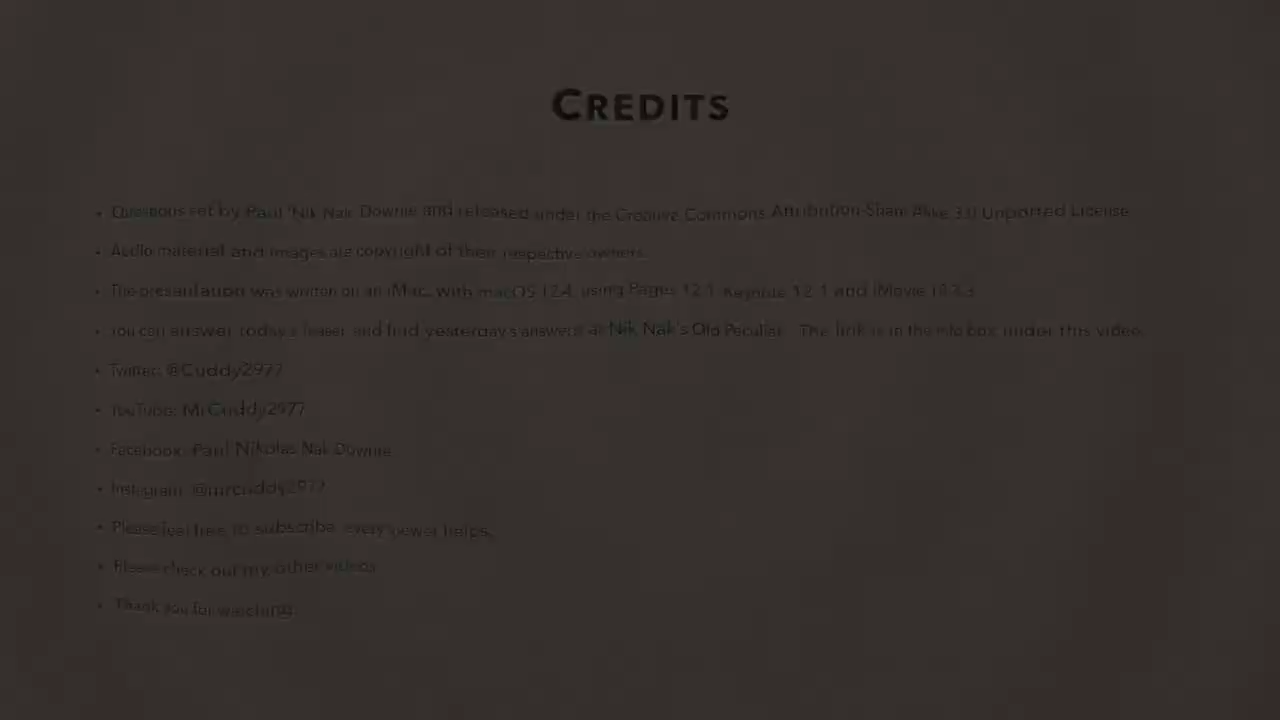 CREDITS
• Questions set by Paul 'Nik Nak' Downie and released under the Creative Commons Attribution-Share Alike 3.0 Unported License.
• Audio material and images are copyright of their respective owners.
• The presentation was written on an iMac, with macOS 12.4, using Pages 12.1, Keynote 12.1 and iMovie 10.3.3
• You can answer today's Teaser, and find yesterday's answers at Nik Nak's Old Peculiar. The link is in the info box, under this video.
• Twitter: @Cuddy2977
• YouTube: MrCuddy2977
• Facebook: Paul Nikolas Nak Downie
• Instagram: @mrcuddy2977
• Please feel free to subscribe, every viewer helps.
• Please check out my other videos.
• Thank you for watching